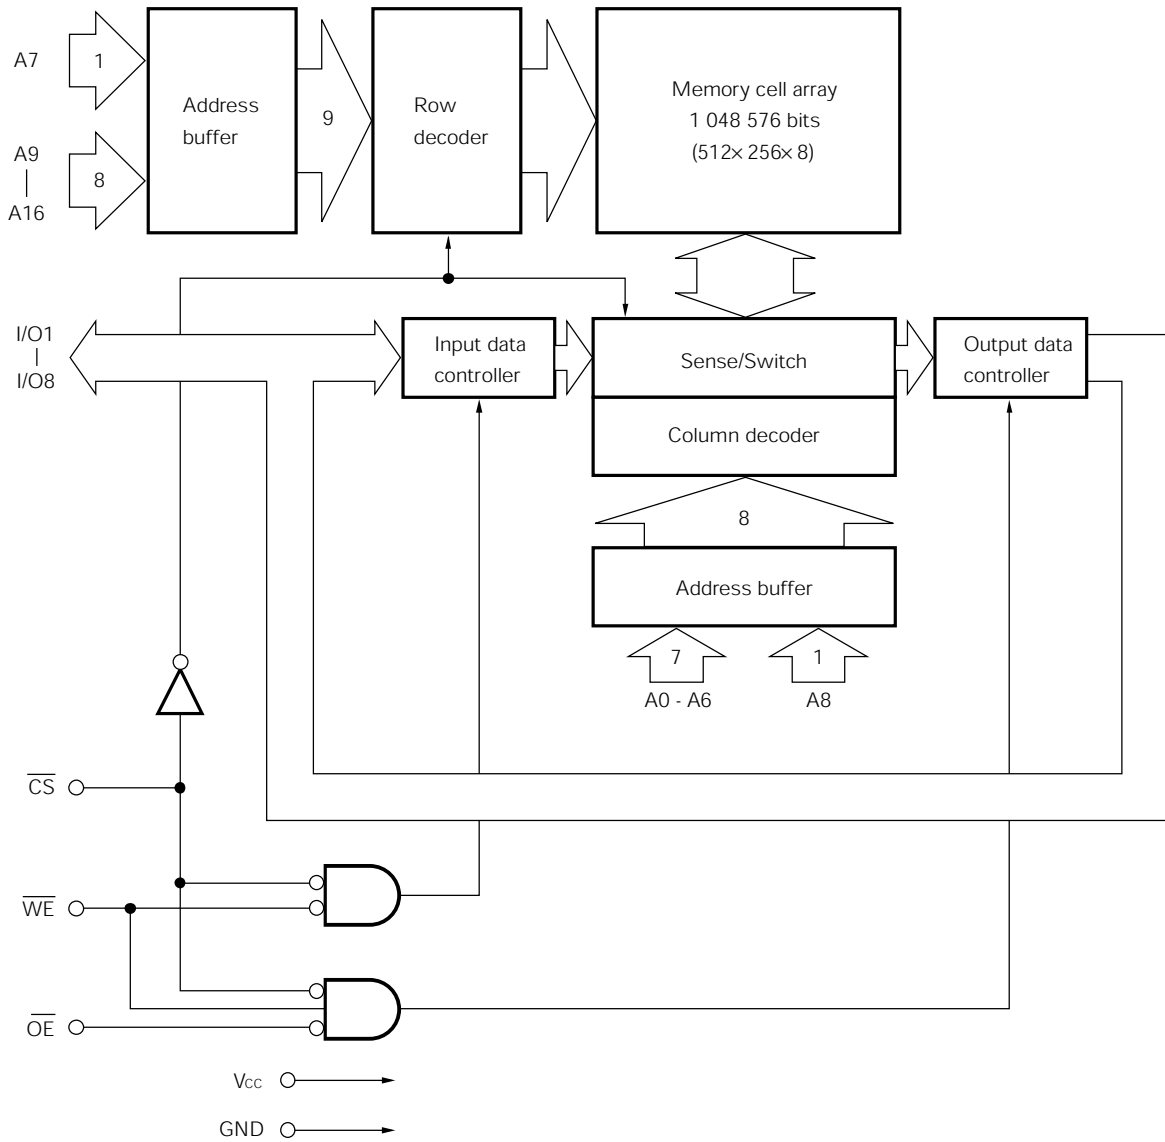 A7
1
A9
A16
8
Address
buffer
9
Row
decoder
Memory cell array
1 048 576 bits
(512× 256× 8)
I/O1
I/O8
Input data
controller
Sense/Switch
Output data
controller
Column decoder
8
Address buffer
7
1
A0 - A6
A8
CS
WE
OE
Vcc
GND